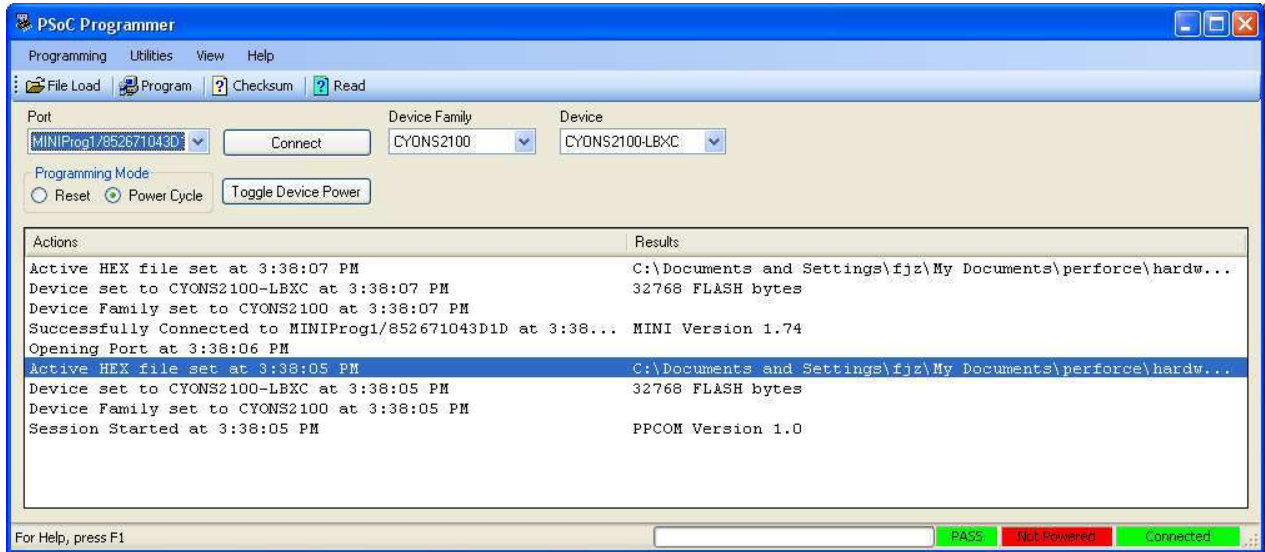 PSoC Programmer
Programming Utilities View Help
File Load Program Checksum Read
Port Device Family Device
MINIProg1/852671043D Connect CYONS2100 CYONS2100-LBXC
Programming Mode
Reset Power Cycle Toggle Device Power
Actions Results
Active HEX file set at 3:38:07 PM C:\Documents and Settings\fjz\My Documents\perforce\hardw...
Device set to CYONS2100-LBXC at 3:38:07 PM 32768 FLASH bytes
Device Family set to CYONS2100 at 3:38:07 PM
Successfully Connected to MINIProg1/852671043D1D at 3:38... MINI Version 1.74
Opening Port at 3:38:06 PM
Active HEX file set at 3:38:05 PM C:\Documents and Settings\fjz\My Documents\perforce\hardw...
Device set to CYONS2100-LBXC at 3:38:05 PM 32768 FLASH bytes
Device Family set to CYONS2100 at 3:38:05 PM
Session Started at 3:38:05 PM PPCOM Version 1.0
For Help, press F1 PASS Not Powered Connected